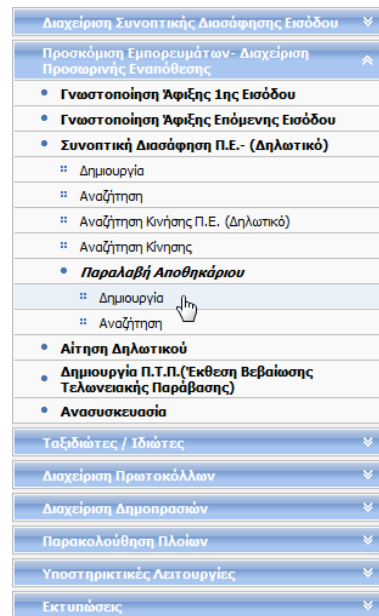 Διαχείριση Συνοπτικής Διασάφησης Εισόδου
Προσκόμιση Εμπορευμάτων- Διαχείριση
Προσωρινής Εναπόθεσης
Γνωστοποίηση Άφιξης 1ης Εισόδου
Γνωστοποίηση Άφιξης Επόμενης Εισόδου
Συνοπτική Διασάφηση Π.Ε.- (Δηλωτικό)
Δημιουργία
Αναζήτηση
Αναζήτηση Κινήσης Π.Ε. (Δηλωτικό)
Αναζήτηση Κίνησης
Παραλαβή Αποθηκάριου
Δημιουργία
Αναζήτηση
Αίτηση Δηλωτικού
Δημιουργία Π.Τ.Π.(Έκθεση Βεβαίωσης
Τελωνειακής Παράβασης)
Ανασυσκευασία
Ταξιδιώτες / Ιδιώτες
Διαχείριση Πρωτοκόλλων
Διαχείριση Δημοπρασιών
Παρακολούθηση Πλοίων
Υποστηρικτικές Λειτουργίες
Εκτυπώσεις